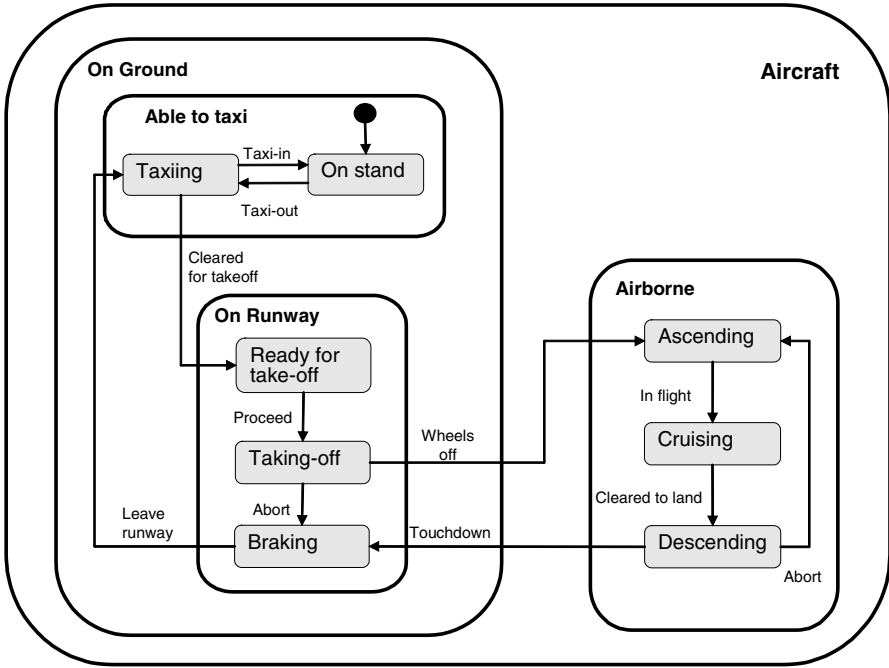 On Ground
Aircraft
Able to taxi
Taxi-in
Taxiing
On stand
Taxi-out
Cleared
for takeoff
Airborne
On Runway
Ascending
Ready for
take-off
In flight
Proceed
Wheels
off
Cruising
Taking-off
Cleared to land
Abort
Leave
runway
Touchdown
Braking
Descending
Abort